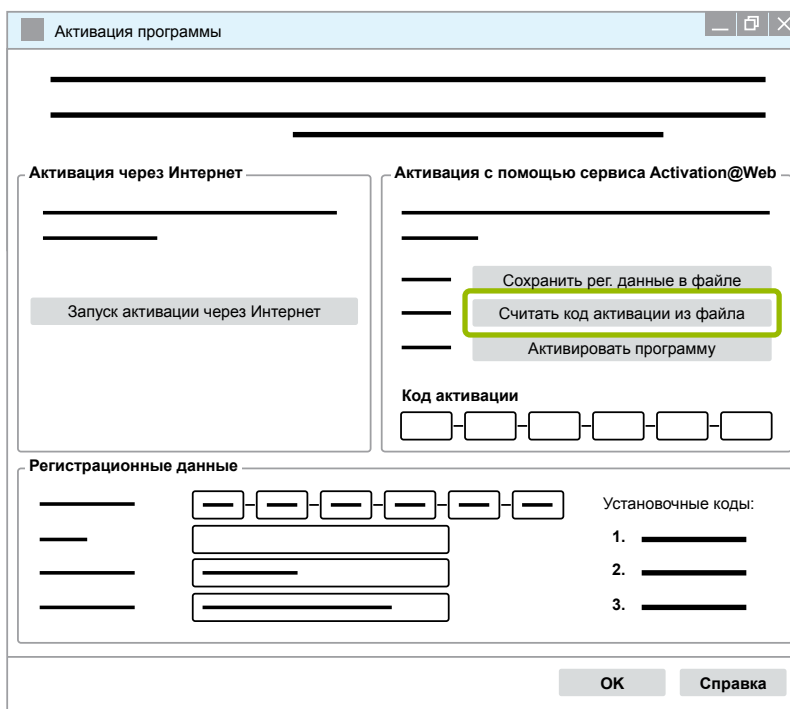 Активация программы
Активация через Интернет
Запуск активации через Интернет
Активация с помощью сервиса Activation@Web
Сохранить рег. данные в файле
Считать код активации из файла
Активировать программу
Код активации
Регистрационные данные
Установочные коды:
1.
2.
3.
OK
Справка